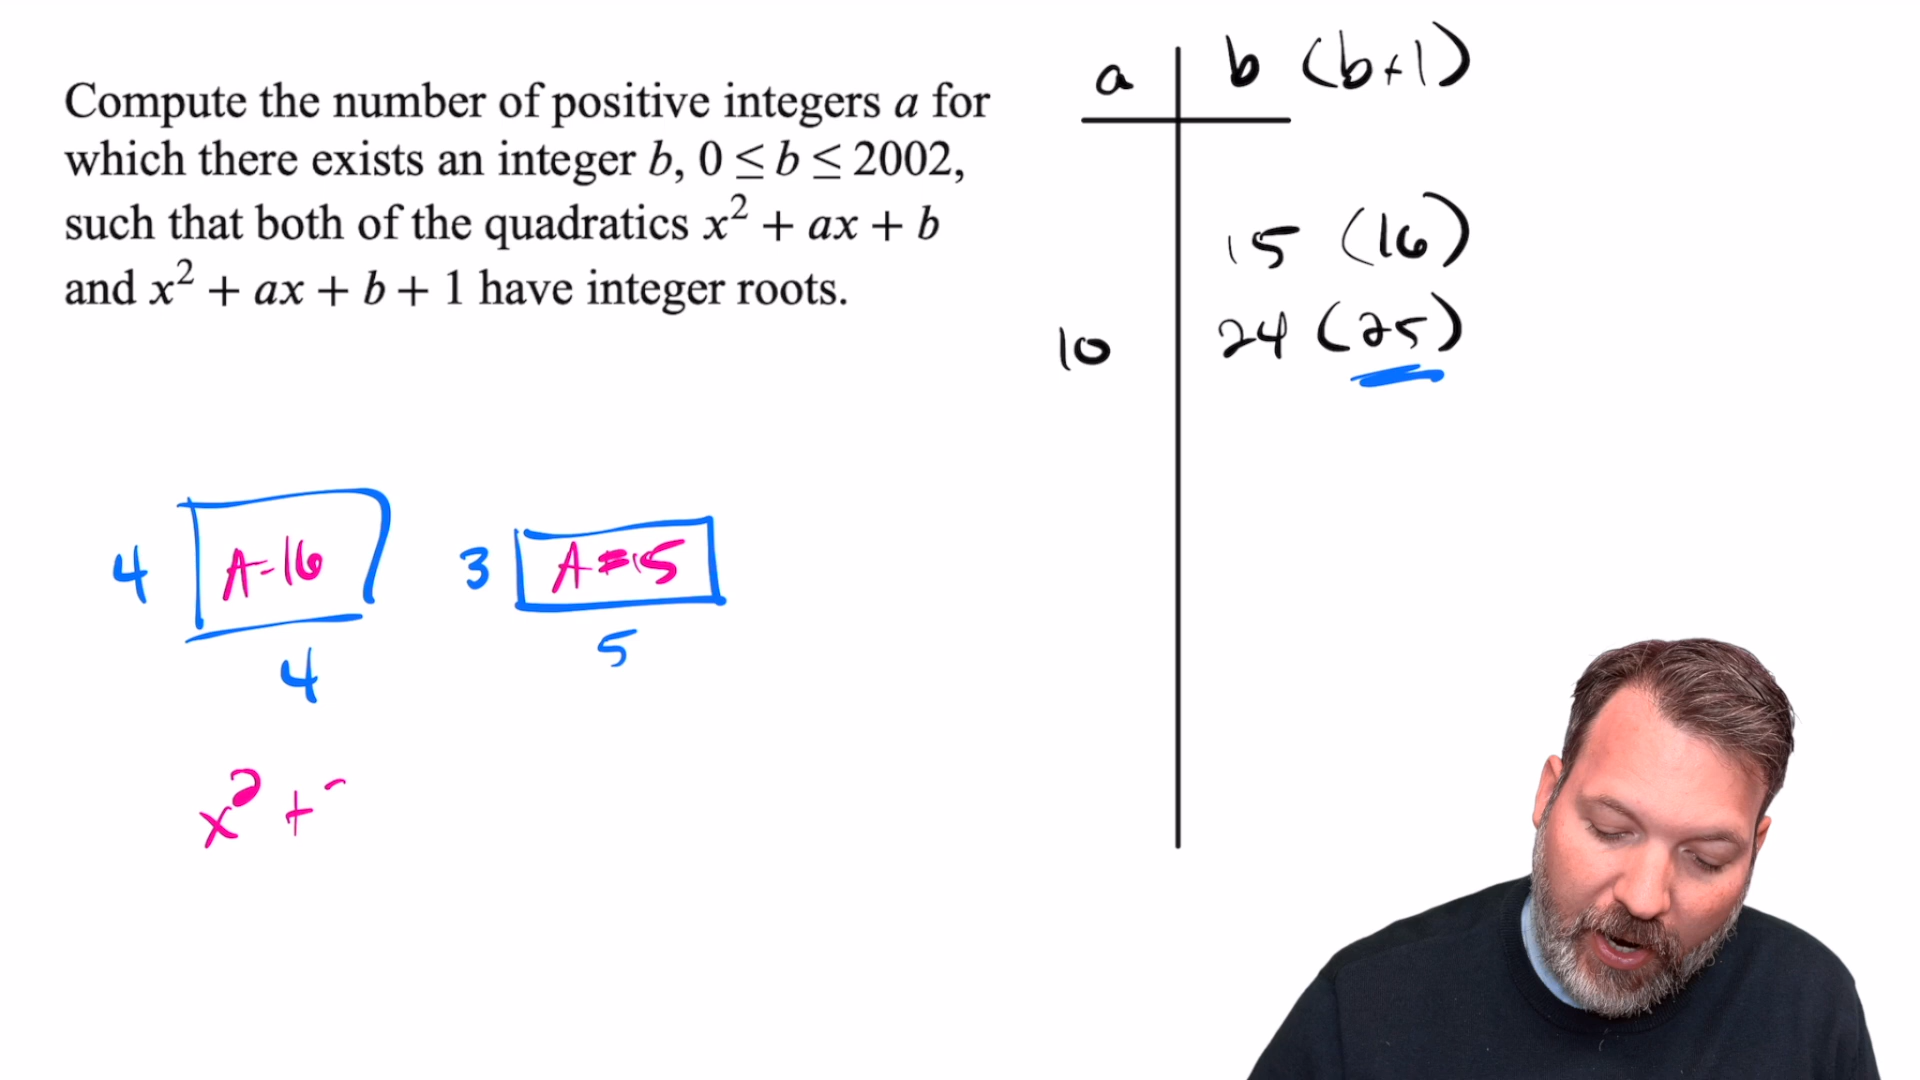 Compute the number of positive integers a for
which there exists an integer b, 0 ≤ b ≤ 2002,
such that both of the quadratics x² + ax + b
and x² + ax + b + 1 have integer roots.
a b (b+1)
15 (16)
10 24 (25)
4 A=16 3 A=15
4 5
x² +